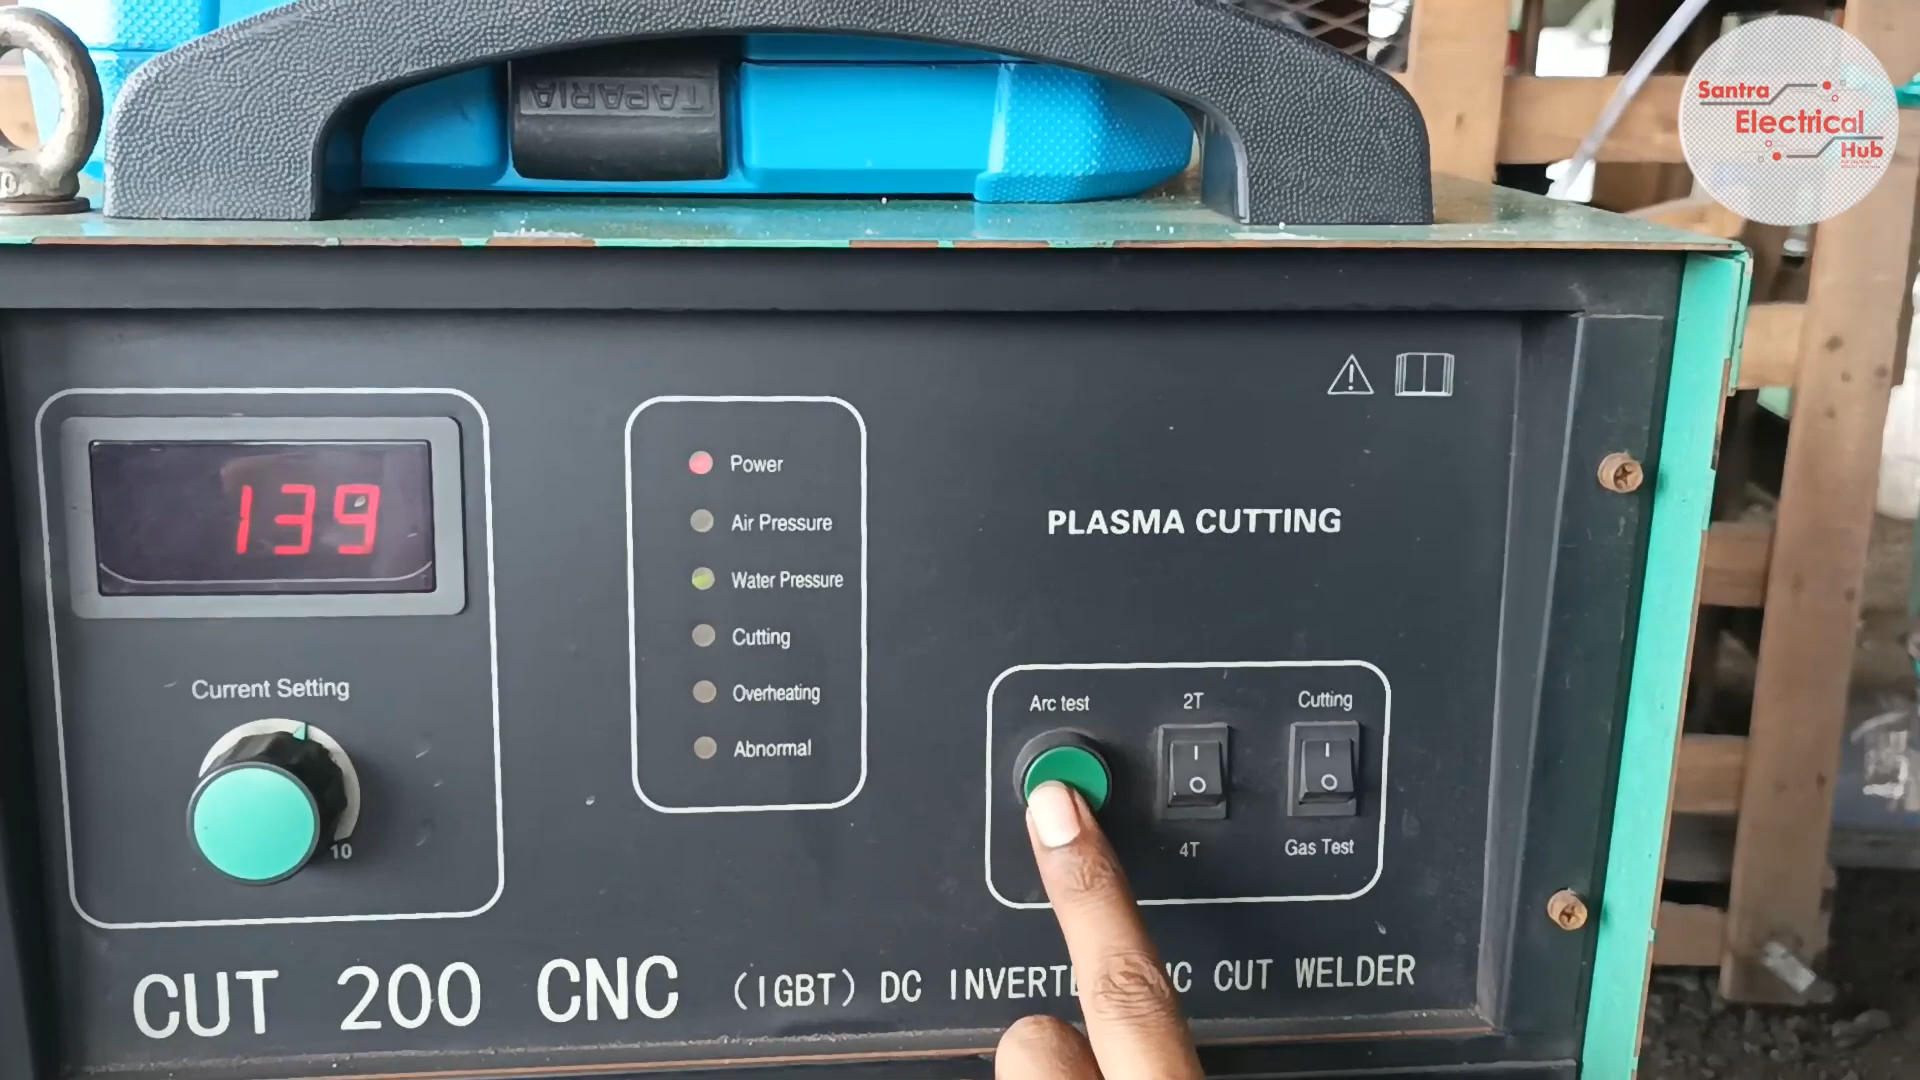 TAPARIA
Santra
Electrical
Hub
139
Current Setting
10
Power
Air Pressure
Water Pressure
Cutting
Overheating
Abnormal
PLASMA CUTTING
Arc test
2T
Cutting
4T
Gas Test
CUT 200 CNC (IGBT) DC INVERTE C CUT WELDER